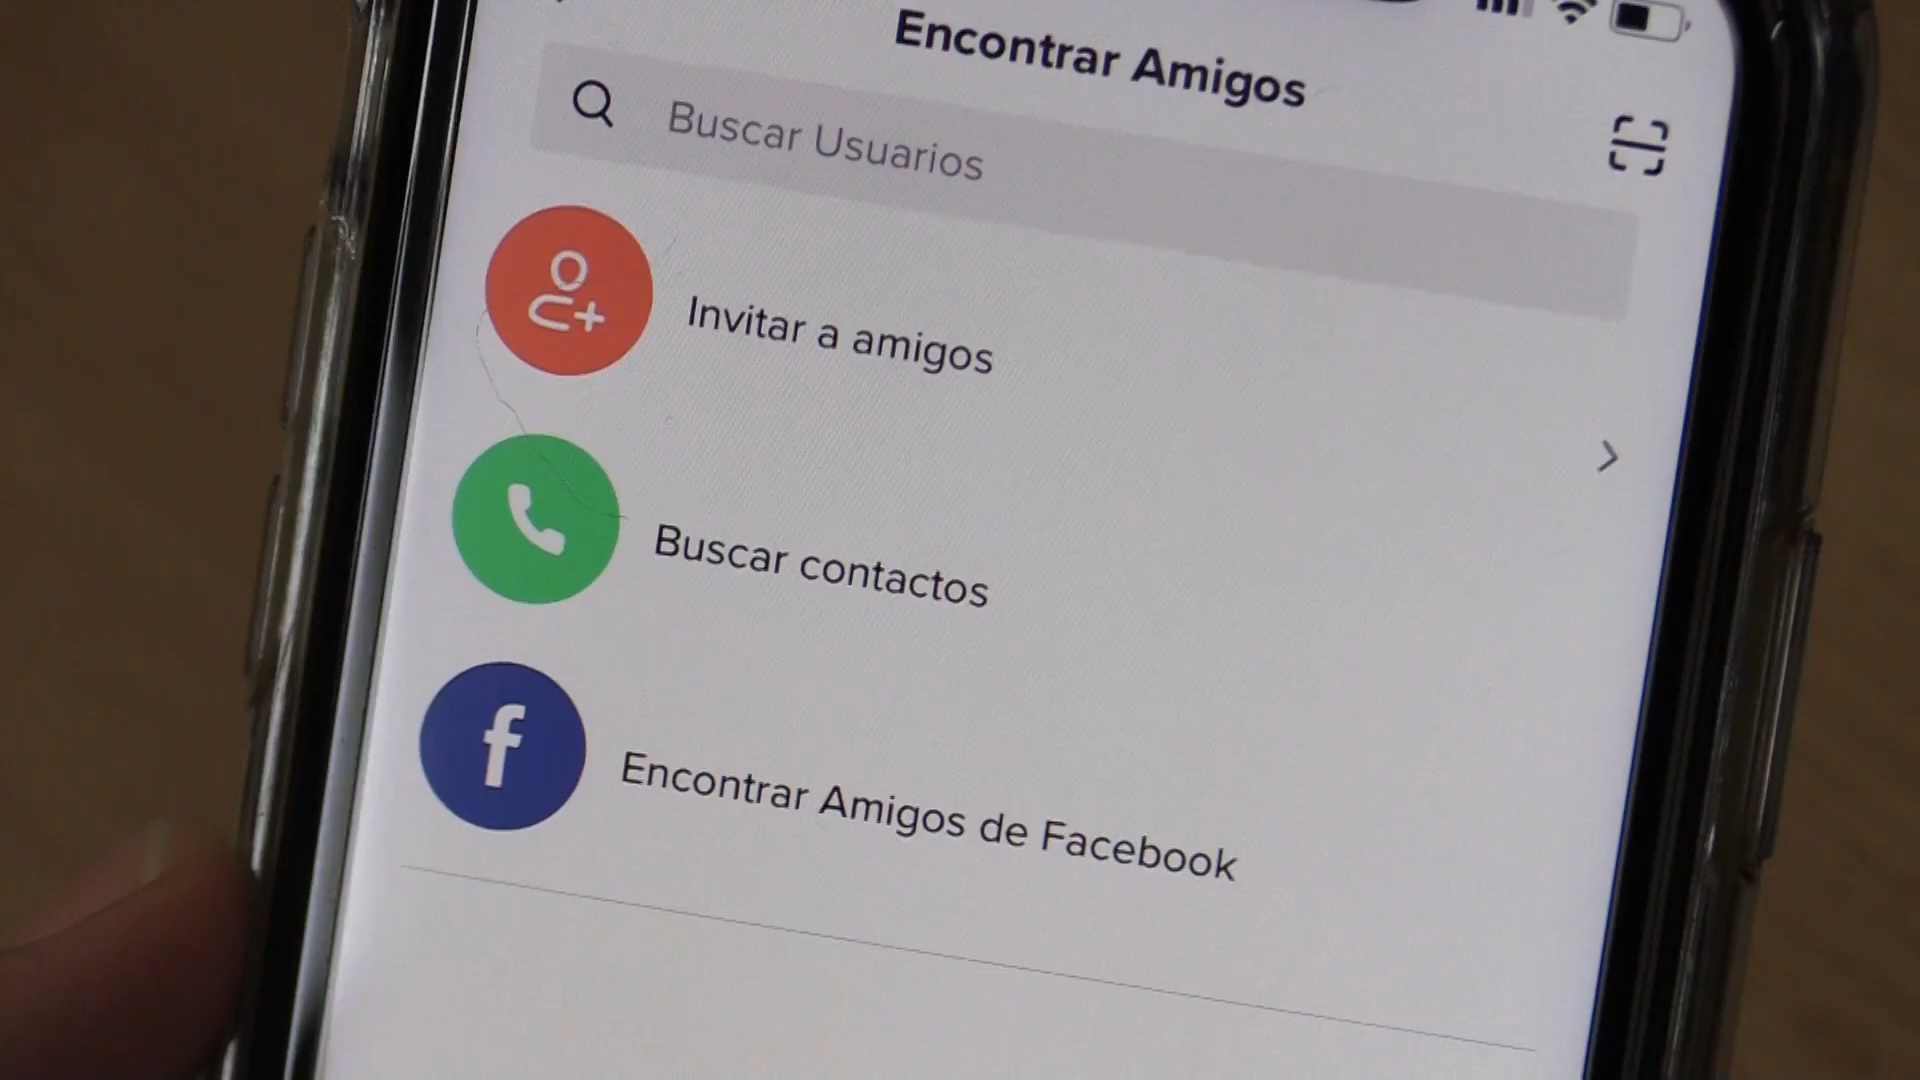 Encontrar Amigos
Buscar Usuarios
Invitar a amigos
Buscar contactos
f
Encontrar Amigos de Facebook